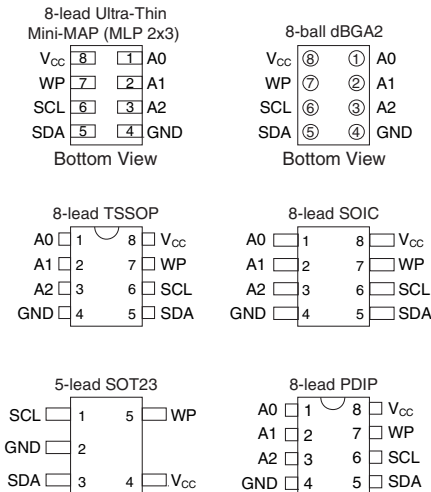 8-lead Ultra-Thin
Mini-MAP (MLP 2x3)
VCC 8 1 A0
WP 7 2 A1
SCL 6 3 A2
SDA 5 4 GND
Bottom View
8-ball dBGA2
VCC 8 1 A0
WP 7 2 A1
SCL 6 3 A2
SDA 5 4 GND
Bottom View
8-lead TSSOP
A0 1 8 VCC
A1 2 7 WP
A2 3 6 SCL
GND 4 5 SDA
8-lead SOIC
A0 1 8 VCC
A1 2 7 WP
A2 3 6 SCL
GND 4 5 SDA
5-lead SOT23
SCL 1 5 WP
GND 2
SDA 3 4 VCC
8-lead PDIP
A0 1 8 VCC
A1 2 7 WP
A2 3 6 SCL
GND 4 5 SDA